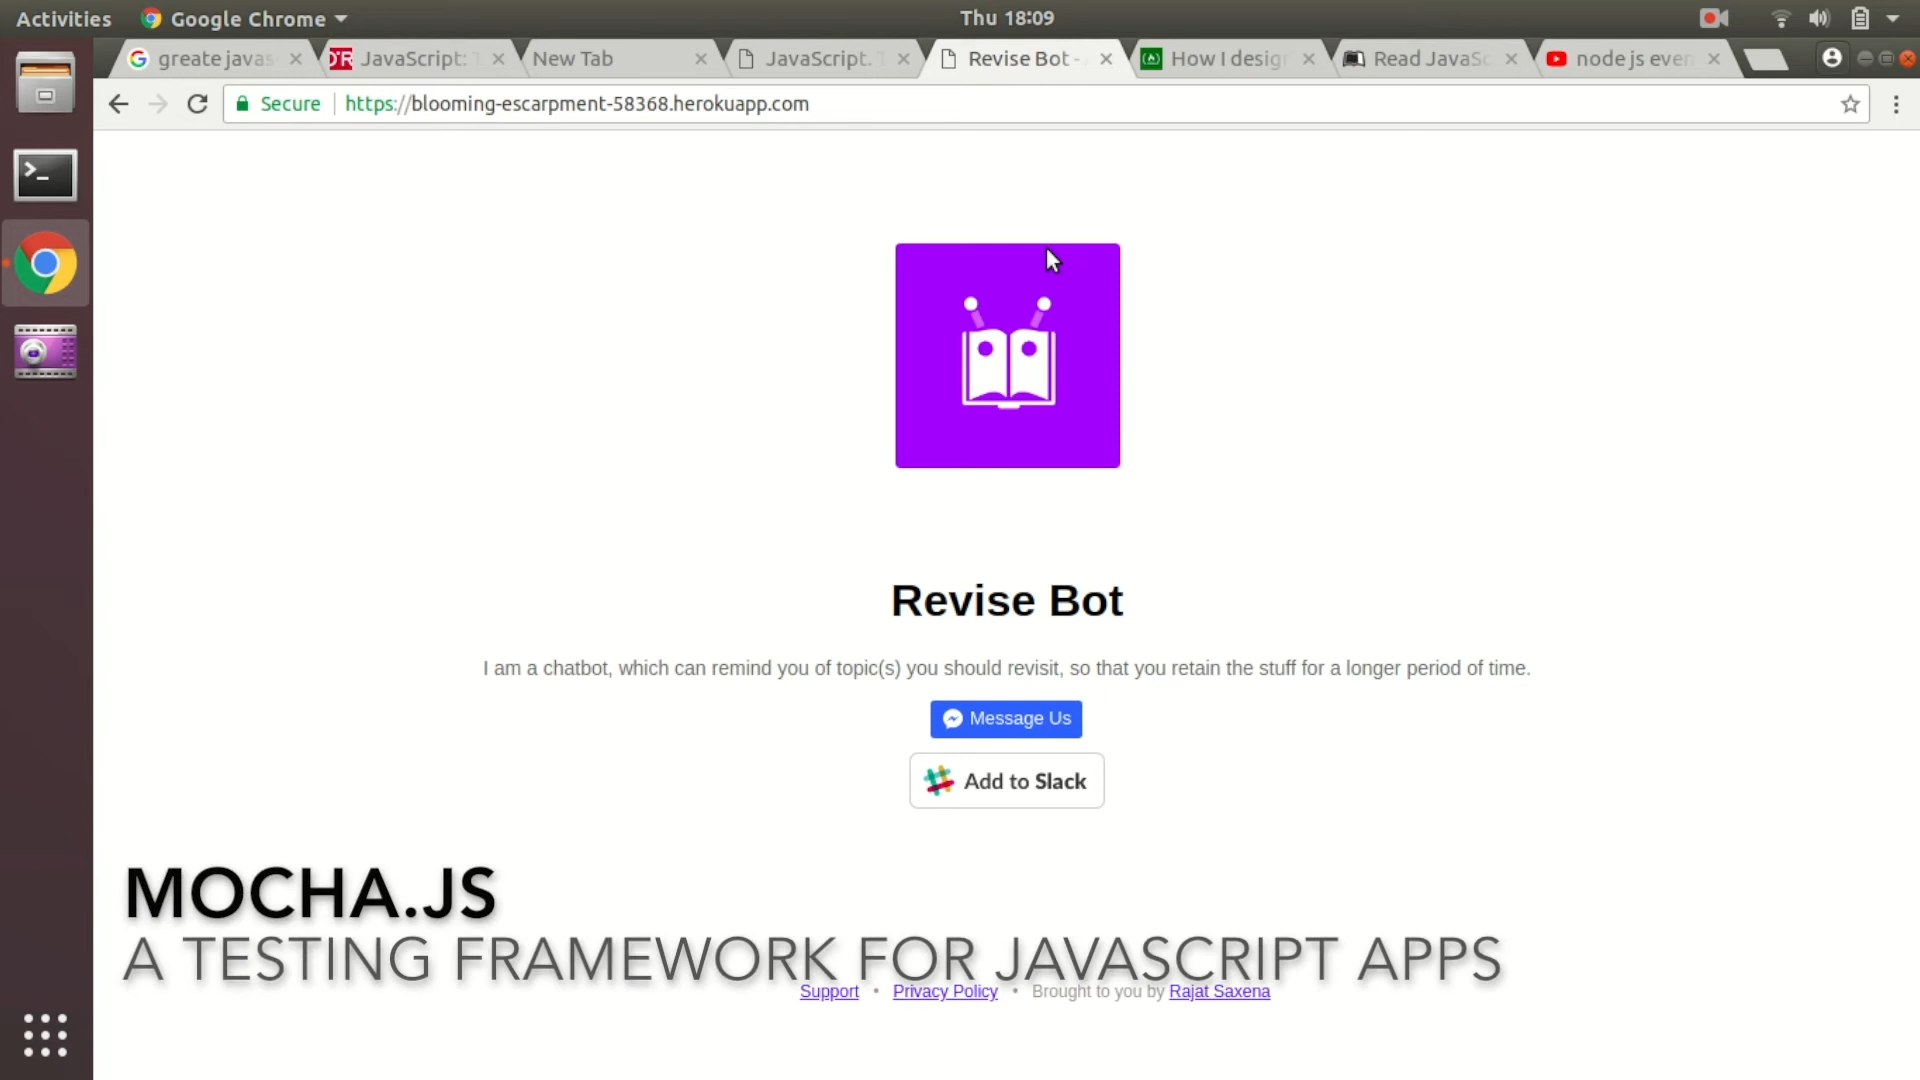 Activities Google Chrome Thu 18:09
greate javas JavaScript: New Tab JavaScript. Revise Bot - How I desig Read JavaSc node js even
Secure https://blooming-escarpment-58368.herokuapp.com
Revise Bot
I am a chatbot, which can remind you of topic(s) you should revisit, so that you retain the stuff for a longer period of time.
Message Us
Add to Slack
MOCHA.JS
A TESTING FRAMEWORK FOR JAVASCRIPT APPS
Support • Privacy Policy • Brought to you by Rajat Saxena